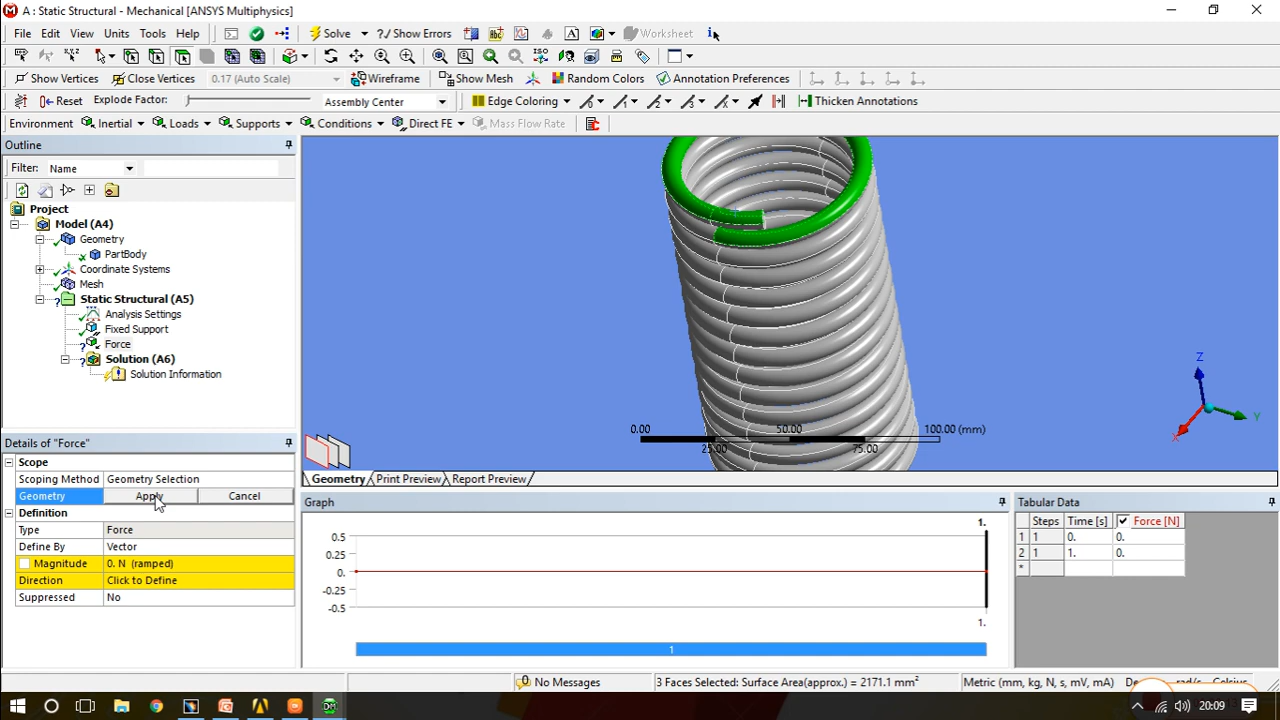 A : Static Structural - Mechanical [ANSYS Multiphysics]
File Edit View Units Tools Help Solve ?/ Show Errors Worksheet
Show Vertices Close Vertices 0.17 (Auto Scale) Wireframe Show Mesh Random Colors Annotation Preferences
Reset Explode Factor: Assembly Center Edge Coloring Thicken Annotations
Environment Inertial Loads Supports Conditions Direct FE Mass Flow Rate
Outline
Filter: Name
Project
Model (A4)
Geometry
PartBody
Coordinate Systems
Mesh
Static Structural (A5)
Analysis Settings
Fixed Support
Force
Solution (A6)
Solution Information
Details of "Force"
Scope
Scoping Method Geometry Selection
Geometry Apply Cancel
Definition
Type Force
Define By Vector
Magnitude 0. N (ramped)
Direction Click to Define
Suppressed No
Z
Y
X
0.00 50.00 100.00 (mm)
25.00 75.00
Geometry Print Preview Report Preview
Graph
1.
0.5
0.25
0.
-0.25
-0.5
1.
1
Tabular Data
Steps Time [s] Force [N]
1 1 0. 0.
2 1 1. 0.
*
No Messages 3 Faces Selected: Surface Area(approx.) = 2171.1 mm² Metric (mm, kg, N, s, mV, mA) rad/s Celsius
DM 20:09